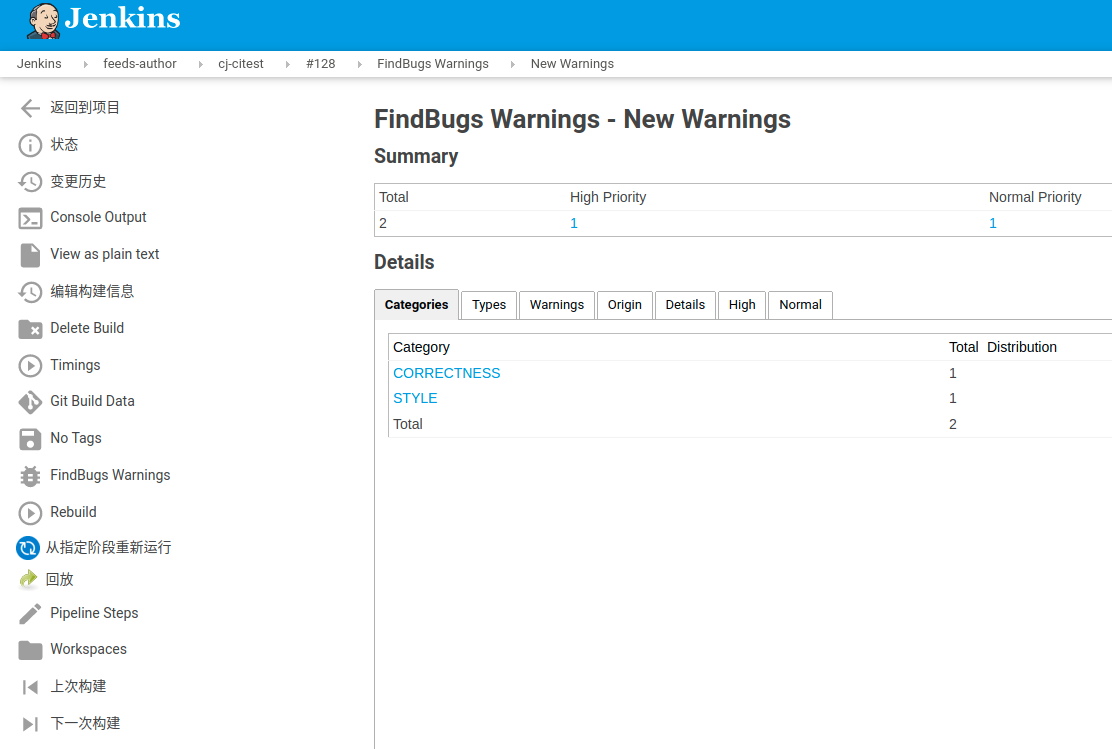 Jenkins
Jenkins feeds-author cj-citest #128 FindBugs Warnings New Warnings
返回到项目
状态
变更历史
Console Output
View as plain text
编辑构建信息
Delete Build
Timings
Git Build Data
No Tags
FindBugs Warnings
Rebuild
从指定阶段重新运行
回放
Pipeline Steps
Workspaces
上次构建
下一次构建
FindBugs Warnings - New Warnings
Summary
Total High Priority Normal Priority
2 1 1
Details
Categories Types Warnings Origin Details High Normal
Category Total Distribution
CORRECTNESS 1
STYLE 1
Total 2